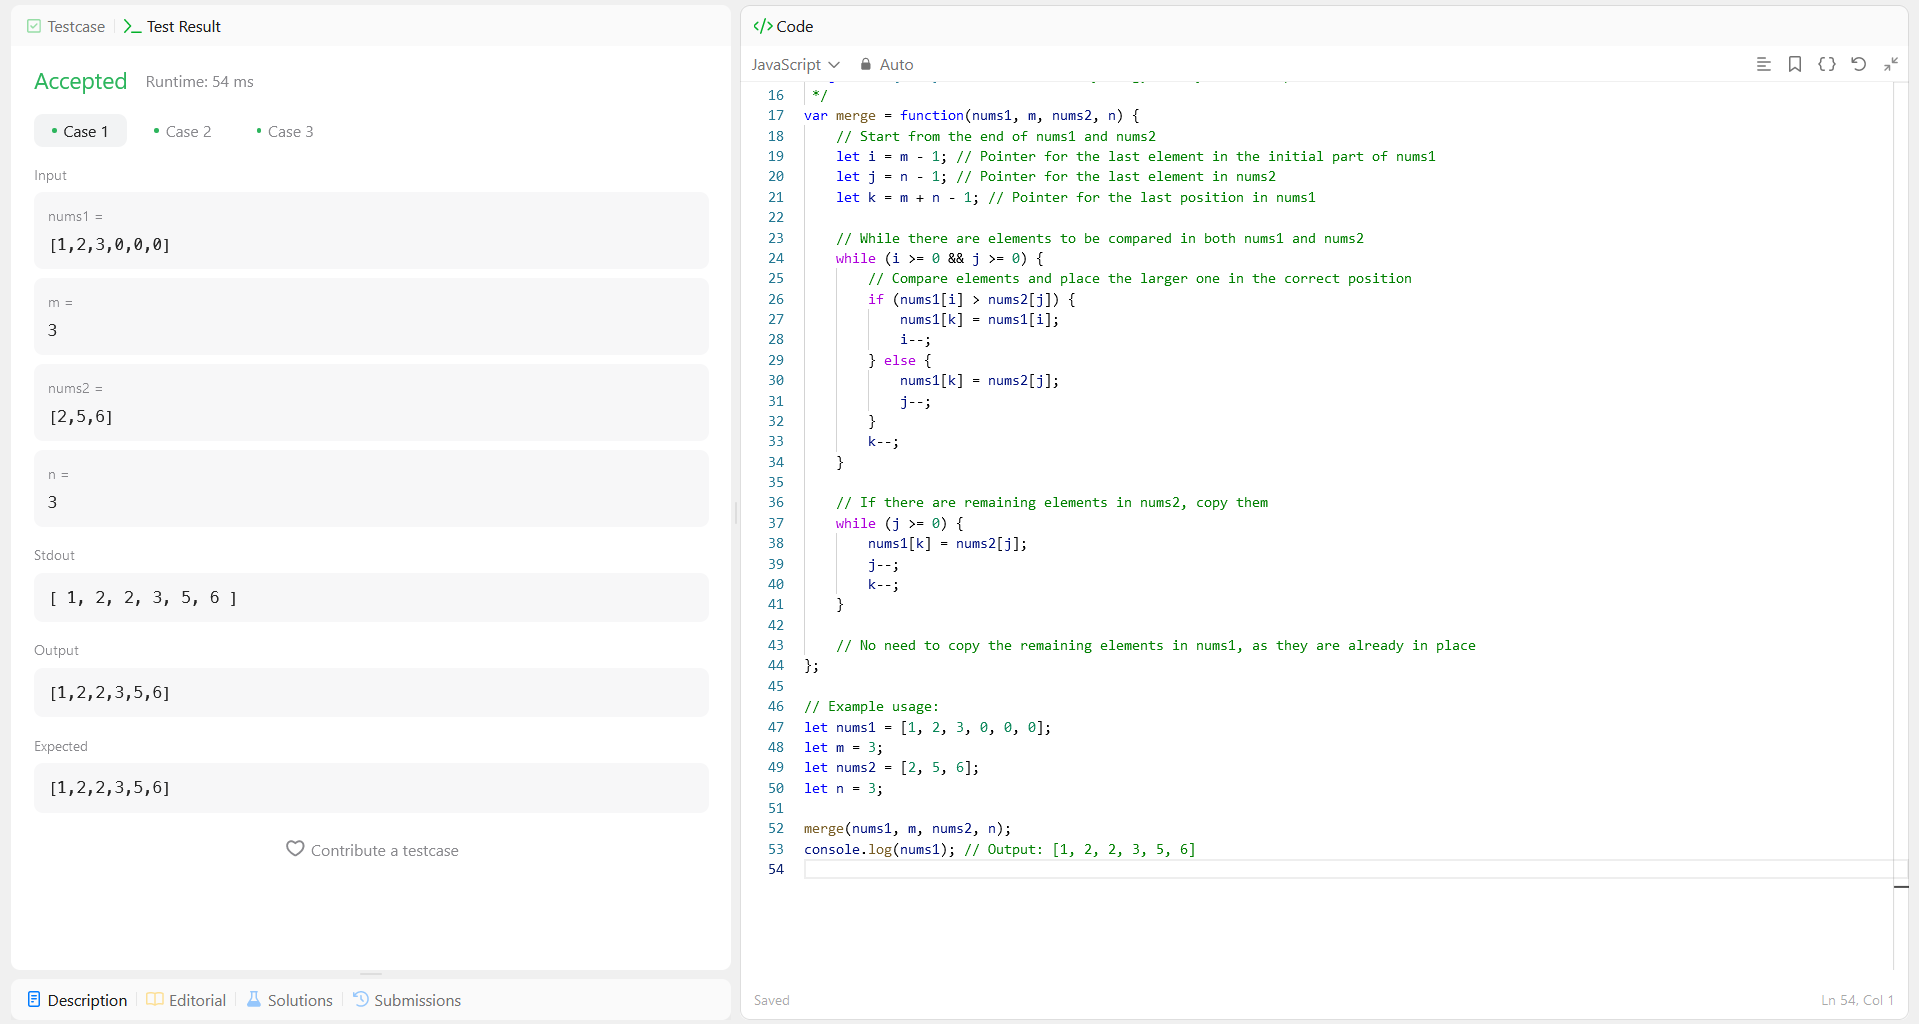 Testcase
Test Result
Accepted
Runtime: 54 ms
Case 1
Case 2
Case 3
Input
nums1 =
[1,2,3,0,0,0]
m =
3
nums2 =
[2,5,6]
n =
3
Stdout
[ 1, 2, 2, 3, 5, 6 ]
Output
[1,2,2,3,5,6]
Expected
[1,2,2,3,5,6]
Contribute a testcase
Description
Editorial
Solutions
Submissions
</> Code
JavaScript
Auto
16 */
17 var merge = function(nums1, m, nums2, n) {
18 // Start from the end of nums1 and nums2
19 let i = m - 1; // Pointer for the last element in the initial part of nums1
20 let j = n - 1; // Pointer for the last element in nums2
21 let k = m + n - 1; // Pointer for the last position in nums1
22
23 // While there are elements to be compared in both nums1 and nums2
24 while (i >= 0 && j >= 0) {
25 // Compare elements and place the larger one in the correct position
26 if (nums1[i] > nums2[j]) {
27 nums1[k] = nums1[i];
28 i--;
29 } else {
30 nums1[k] = nums2[j];
31 j--;
32 }
33 k--;
34 }
35
36 // If there are remaining elements in nums2, copy them
37 while (j >= 0) {
38 nums1[k] = nums2[j];
39 j--;
40 k--;
41 }
42
43 // No need to copy the remaining elements in nums1, as they are already in place
44 };
45
46 // Example usage:
47 let nums1 = [1, 2, 3, 0, 0, 0];
48 let m = 3;
49 let nums2 = [2, 5, 6];
50 let n = 3;
51
52 merge(nums1, m, nums2, n);
53 console.log(nums1); // Output: [1, 2, 2, 3, 5, 6]
54
Saved
Ln 54, Col 1